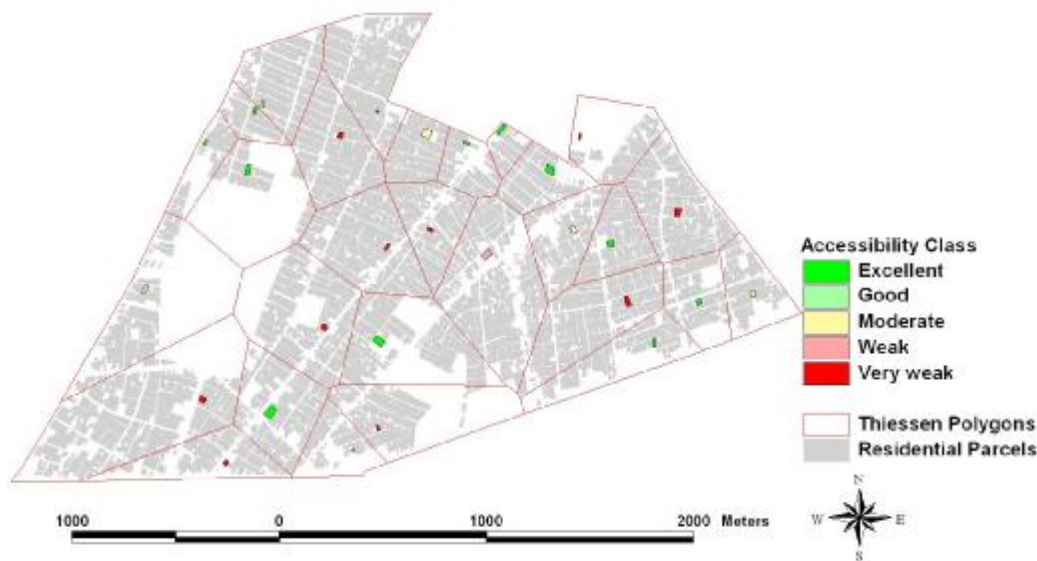 Accessibility Class
Excellent
Good
Moderate
Weak
Very weak
Thiessen Polygons
Residential Parcels
N
W E
S
1000 0 1000 2000 Meters